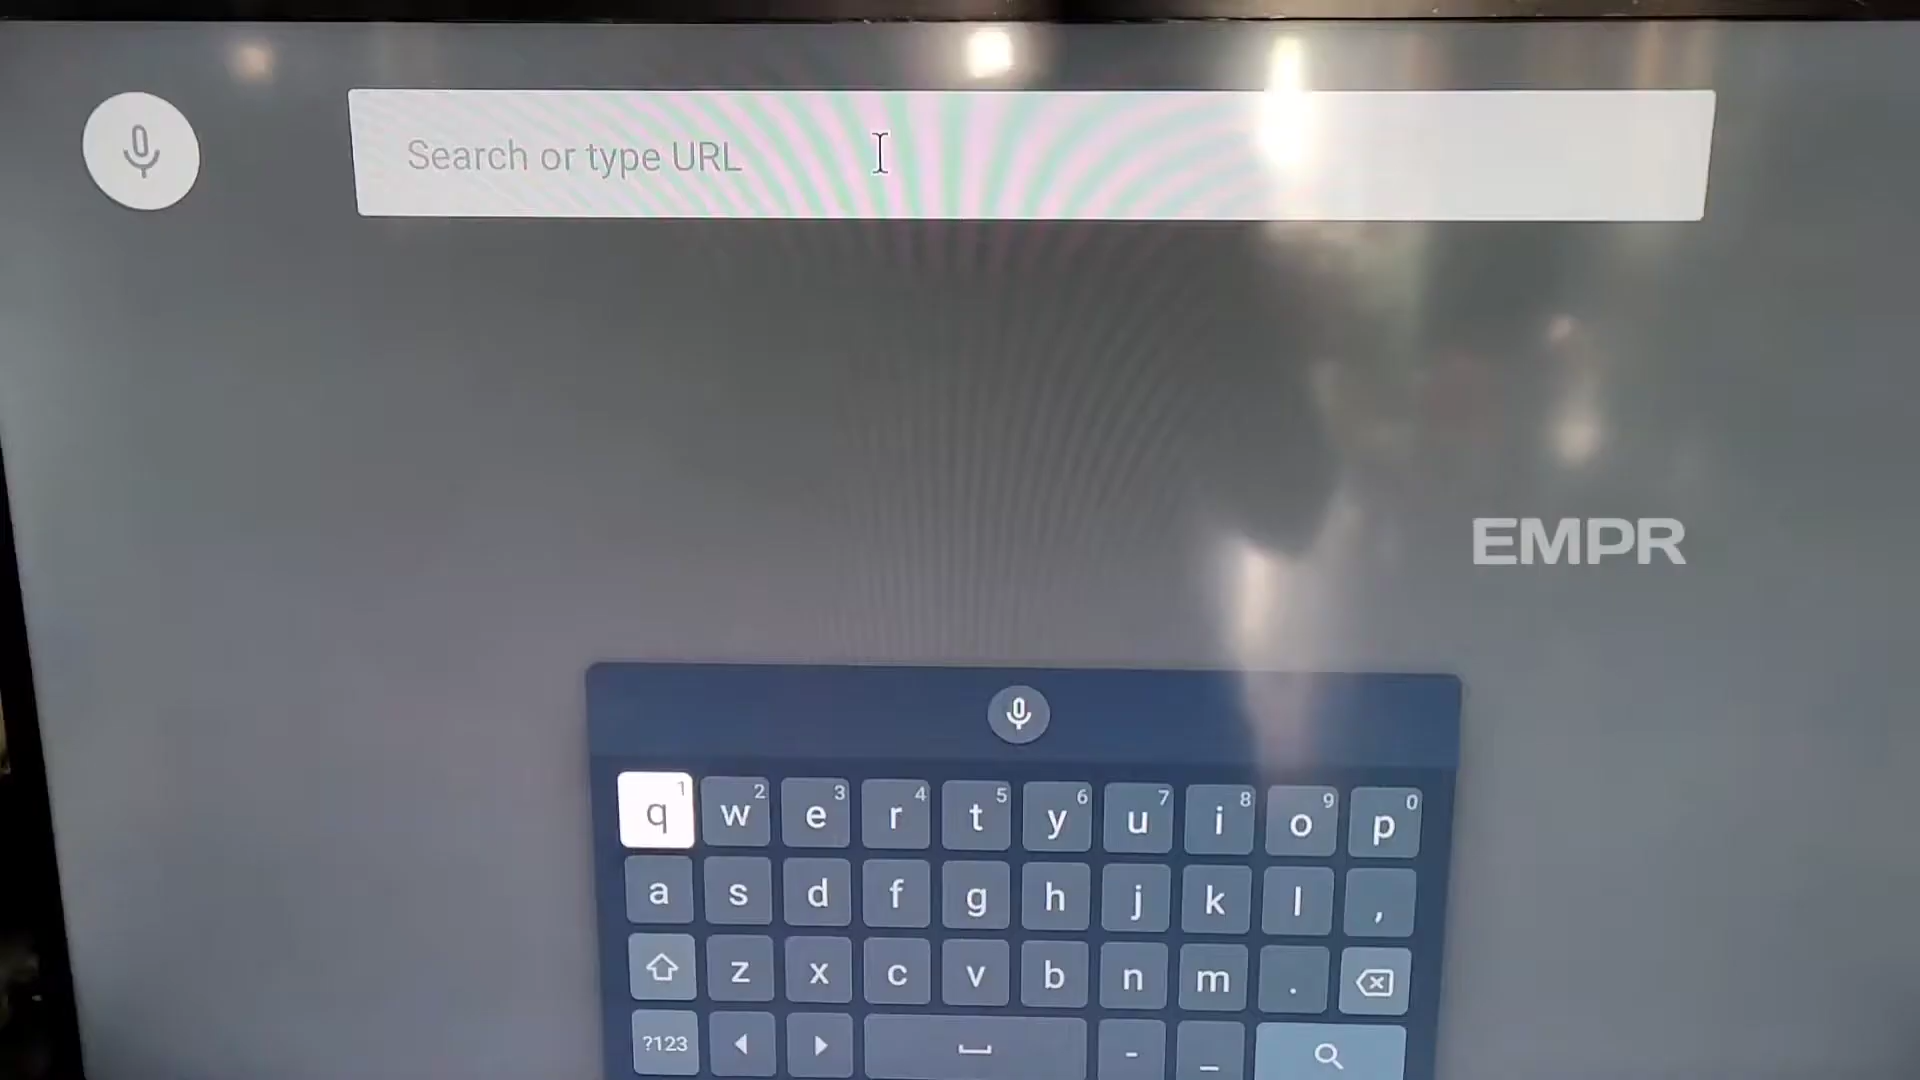 Search or type URL
EMPR
q 1 w 2 e 3 r 4 t 5 y 6 u 7 i 8 o 9 p 0
a s d f g h j k l ,
z x c v b n m .
?123 - _